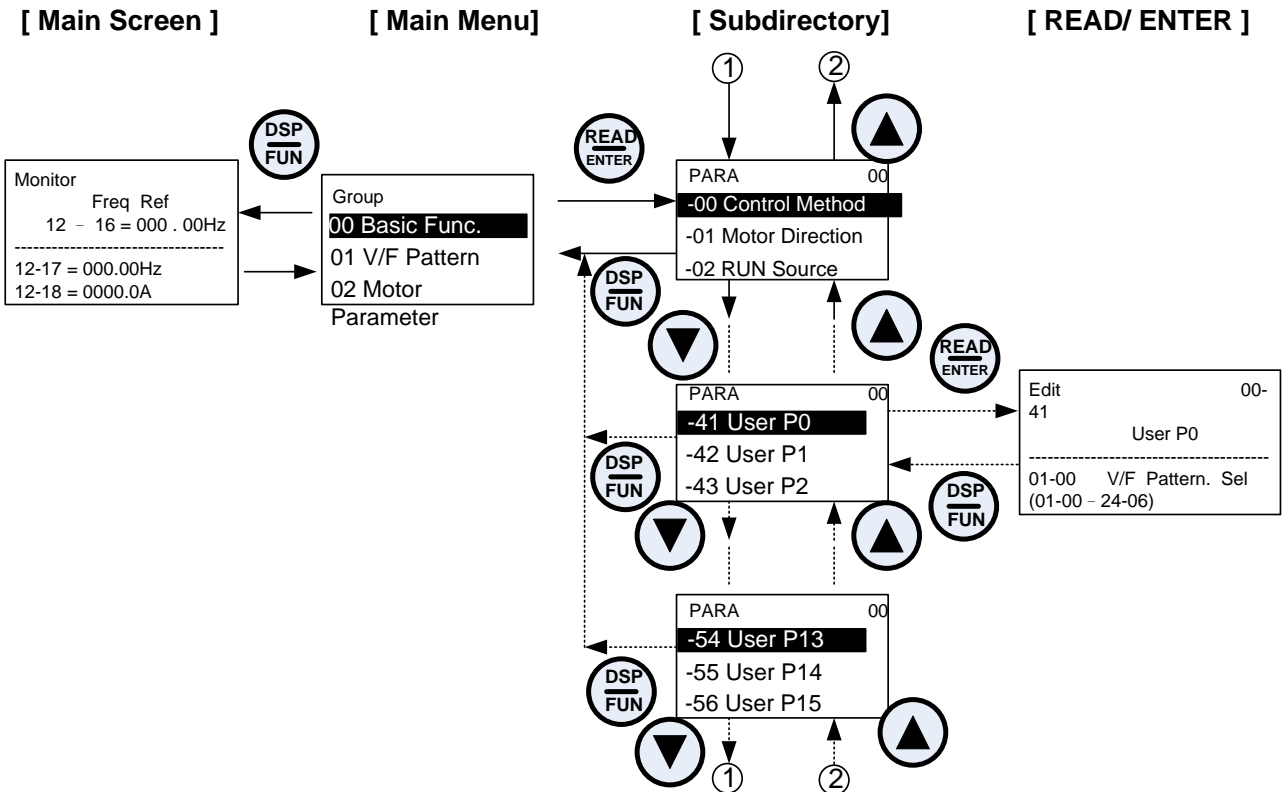 [ Main Screen ]
[ Main Menu]
[ Subdirectory]
[ READ/ ENTER ]
1
2
DSP
FUN
READ
ENTER
Monitor
Freq Ref
12 - 16 = 000 . 00Hz
--------------------------------
12-17 = 000.00Hz
12-18 = 0000.0A
Group
00 Basic Func.
01 V/F Pattern
02 Motor
Parameter
PARA 00
-00 Control Method
-01 Motor Direction
-02 RUN Source
DSP
FUN
READ
ENTER
PARA 00
-41 User P0
-42 User P1
-43 User P2
DSP
FUN
Edit 00-
41
User P0
--------------------------------
01-00 V/F Pattern. Sel
(01-00 - 24-06)
DSP
FUN
PARA 00
-54 User P13
-55 User P14
-56 User P15
DSP
FUN
1
2